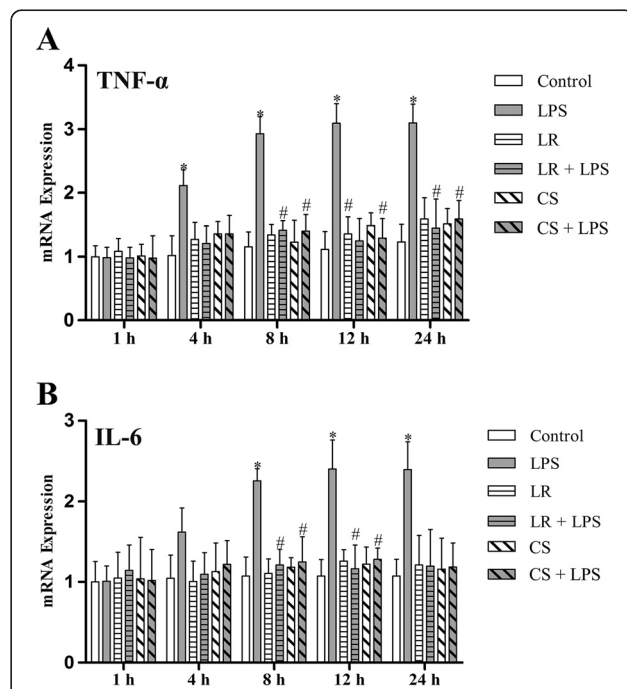 A
TNF-α
mRNA Expression
4
3
2
1
0
* * * *
# # # # # #
1 h 4 h 8 h 12 h 24 h
Control
LPS
LR
LR + LPS
CS
CS + LPS
B
IL-6
mRNA Expression
3
2
1
0
* * *
# # # #
1 h 4 h 8 h 12 h 24 h
Control
LPS
LR
LR + LPS
CS
CS + LPS